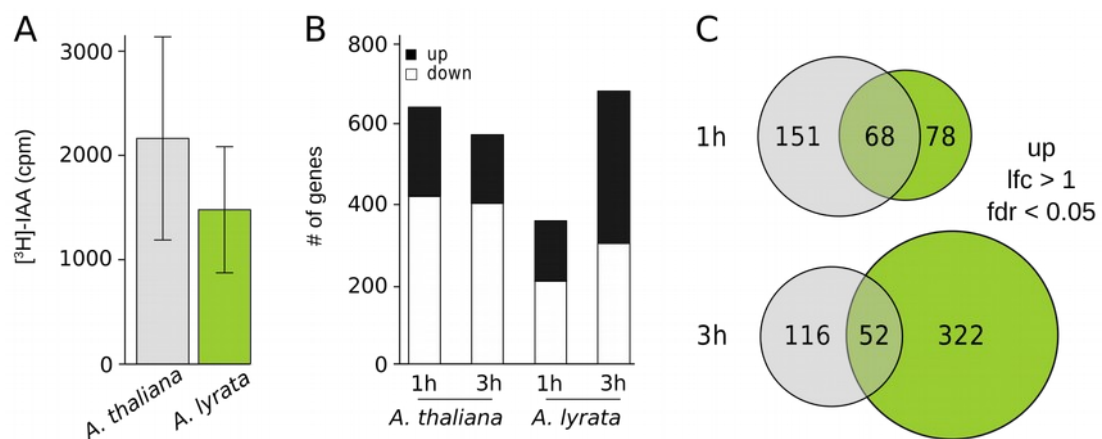 A
[³H]-IAA (cpm)
3000
2000
1000
0
A. thaliana
A. lyrata
B
# of genes
800
600
400
200
0
up
down
1h 3h 1h 3h
A. thaliana A. lyrata
C
1h
151 68 78
up
lfc > 1
fdr < 0.05
3h
116 52 322